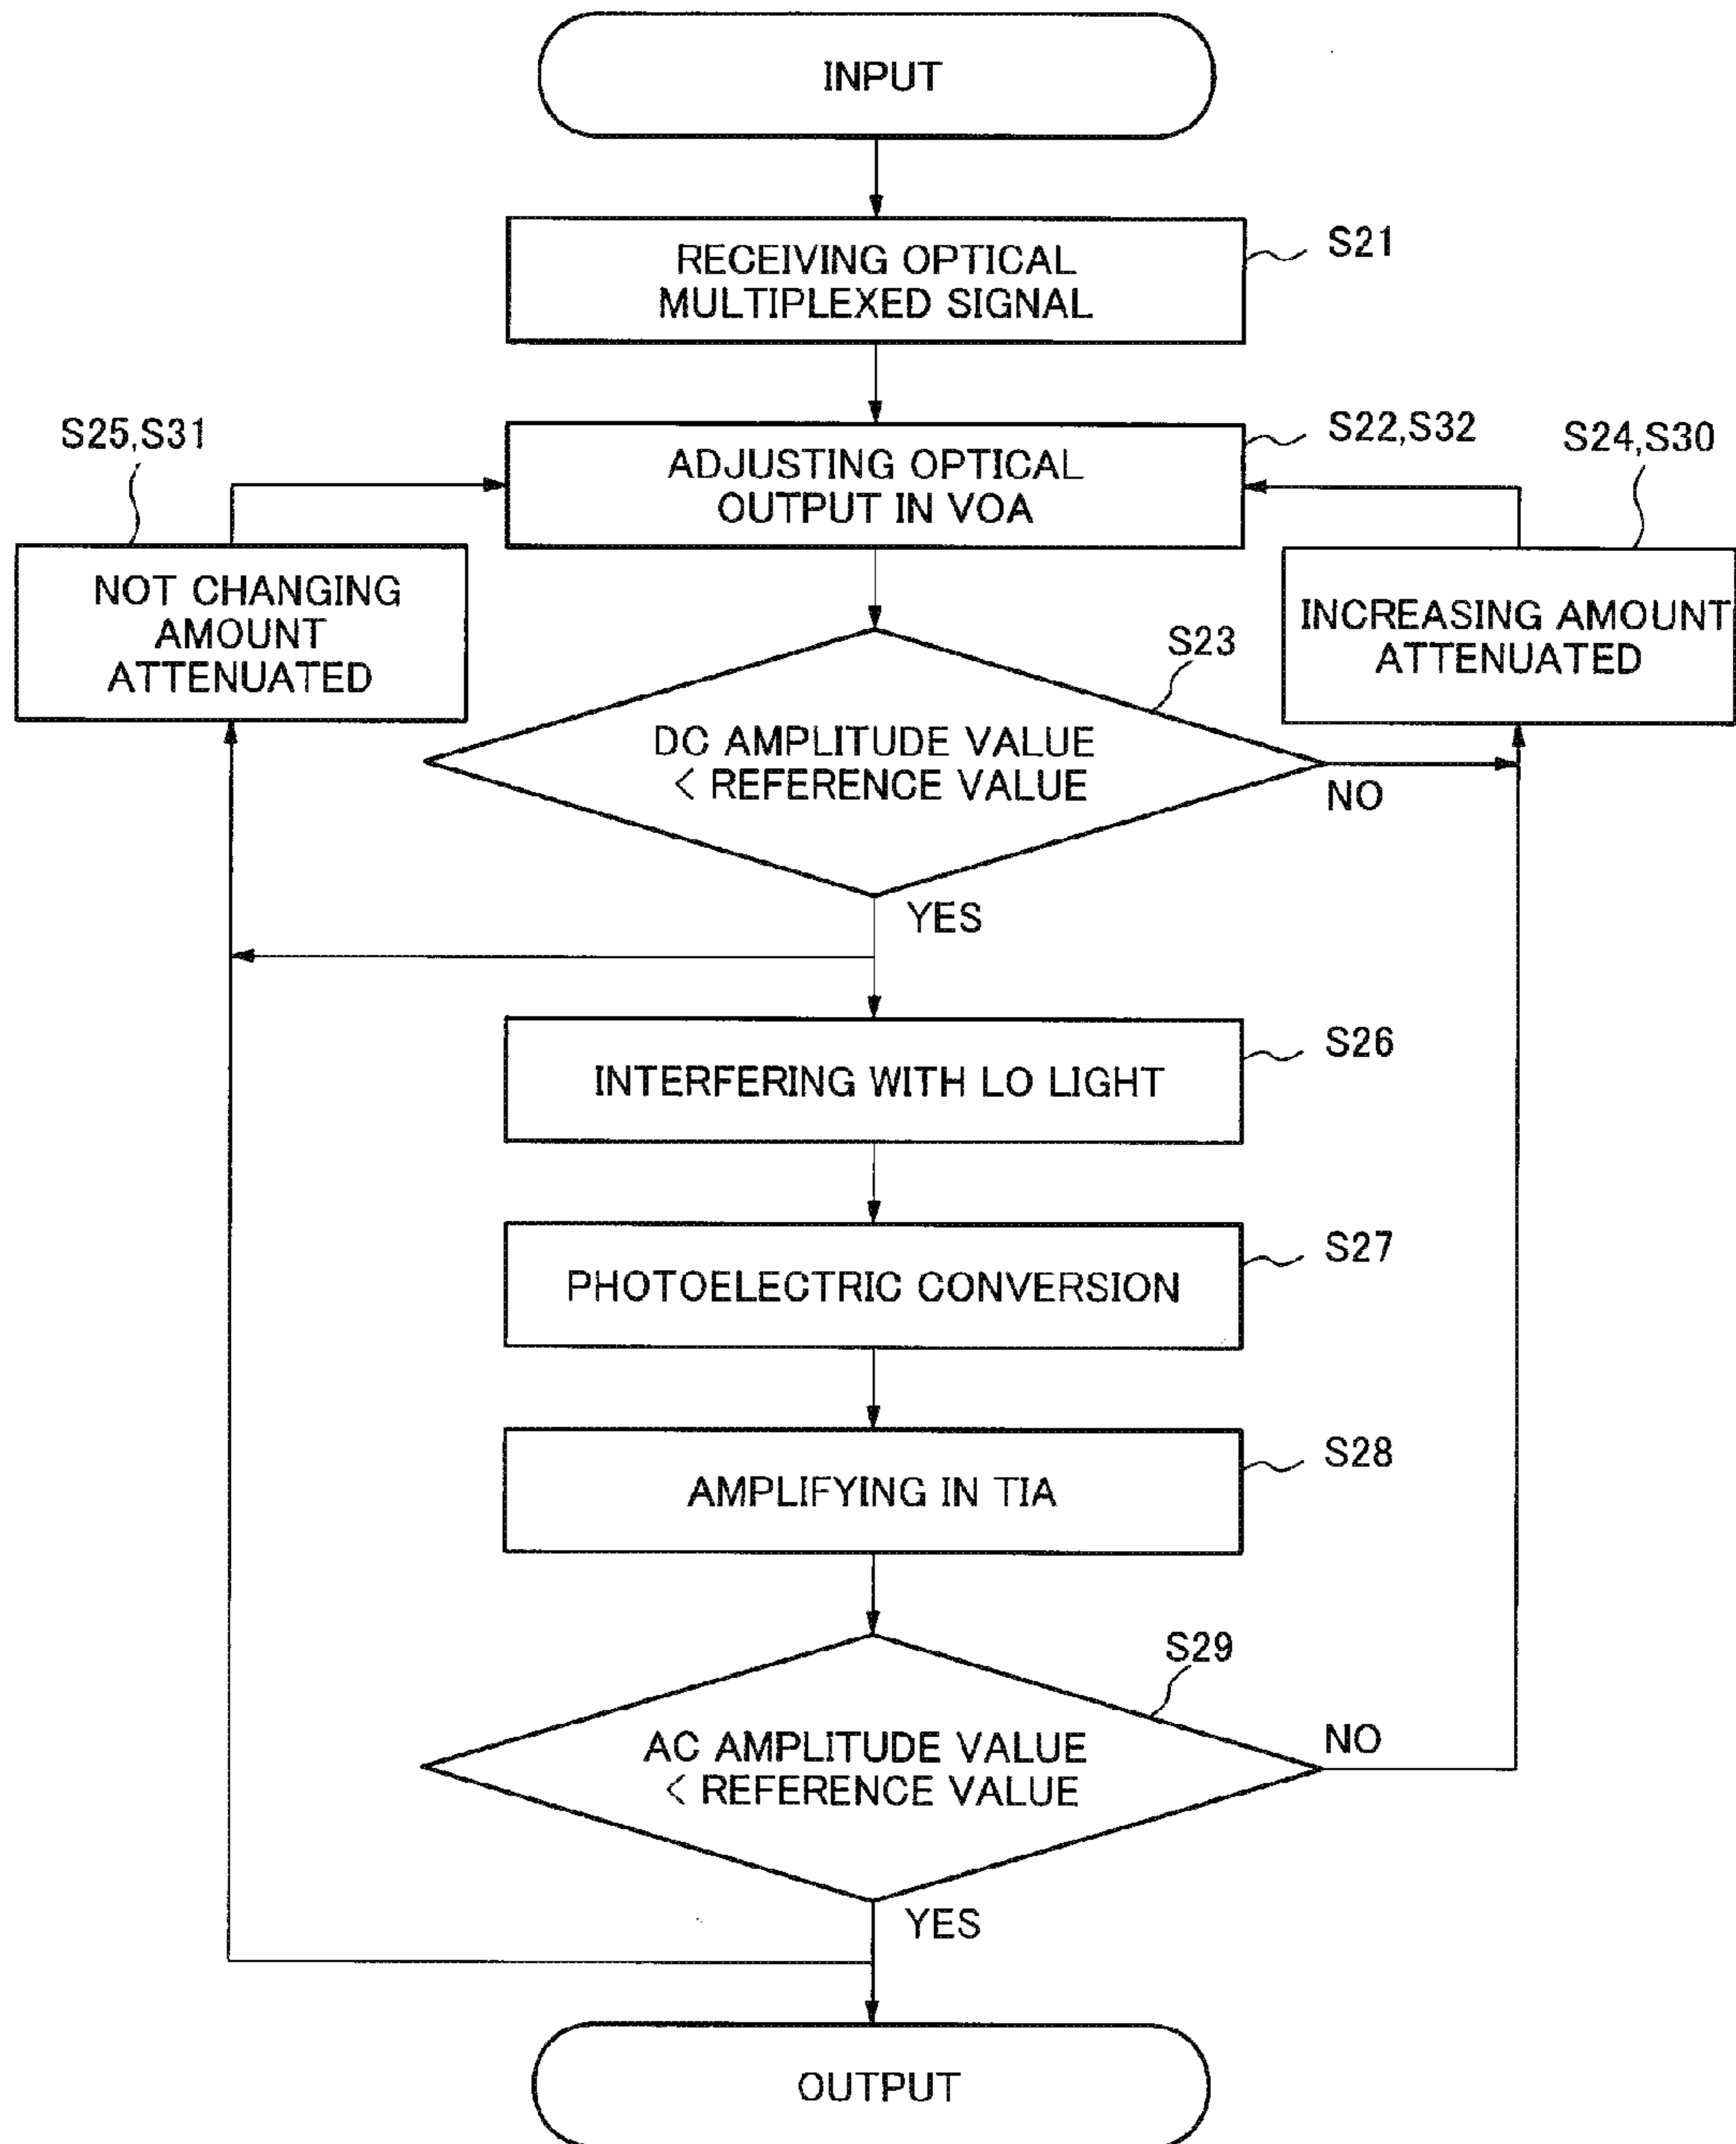 INPUT
RECEIVING OPTICAL
MULTIPLEXED SIGNAL
S21
S25,S31
ADJUSTING OPTICAL
OUTPUT IN VOA
S22,S32
S24,S30
NOT CHANGING
AMOUNT
ATTENUATED
INCREASING AMOUNT
ATTENUATED
S23
DC AMPLITUDE VALUE
< REFERENCE VALUE
NO
YES
INTERFERING WITH LO LIGHT
S26
PHOTOELECTRIC CONVERSION
S27
AMPLIFYING IN TIA
S28
S29
AC AMPLITUDE VALUE
< REFERENCE VALUE
NO
YES
OUTPUT